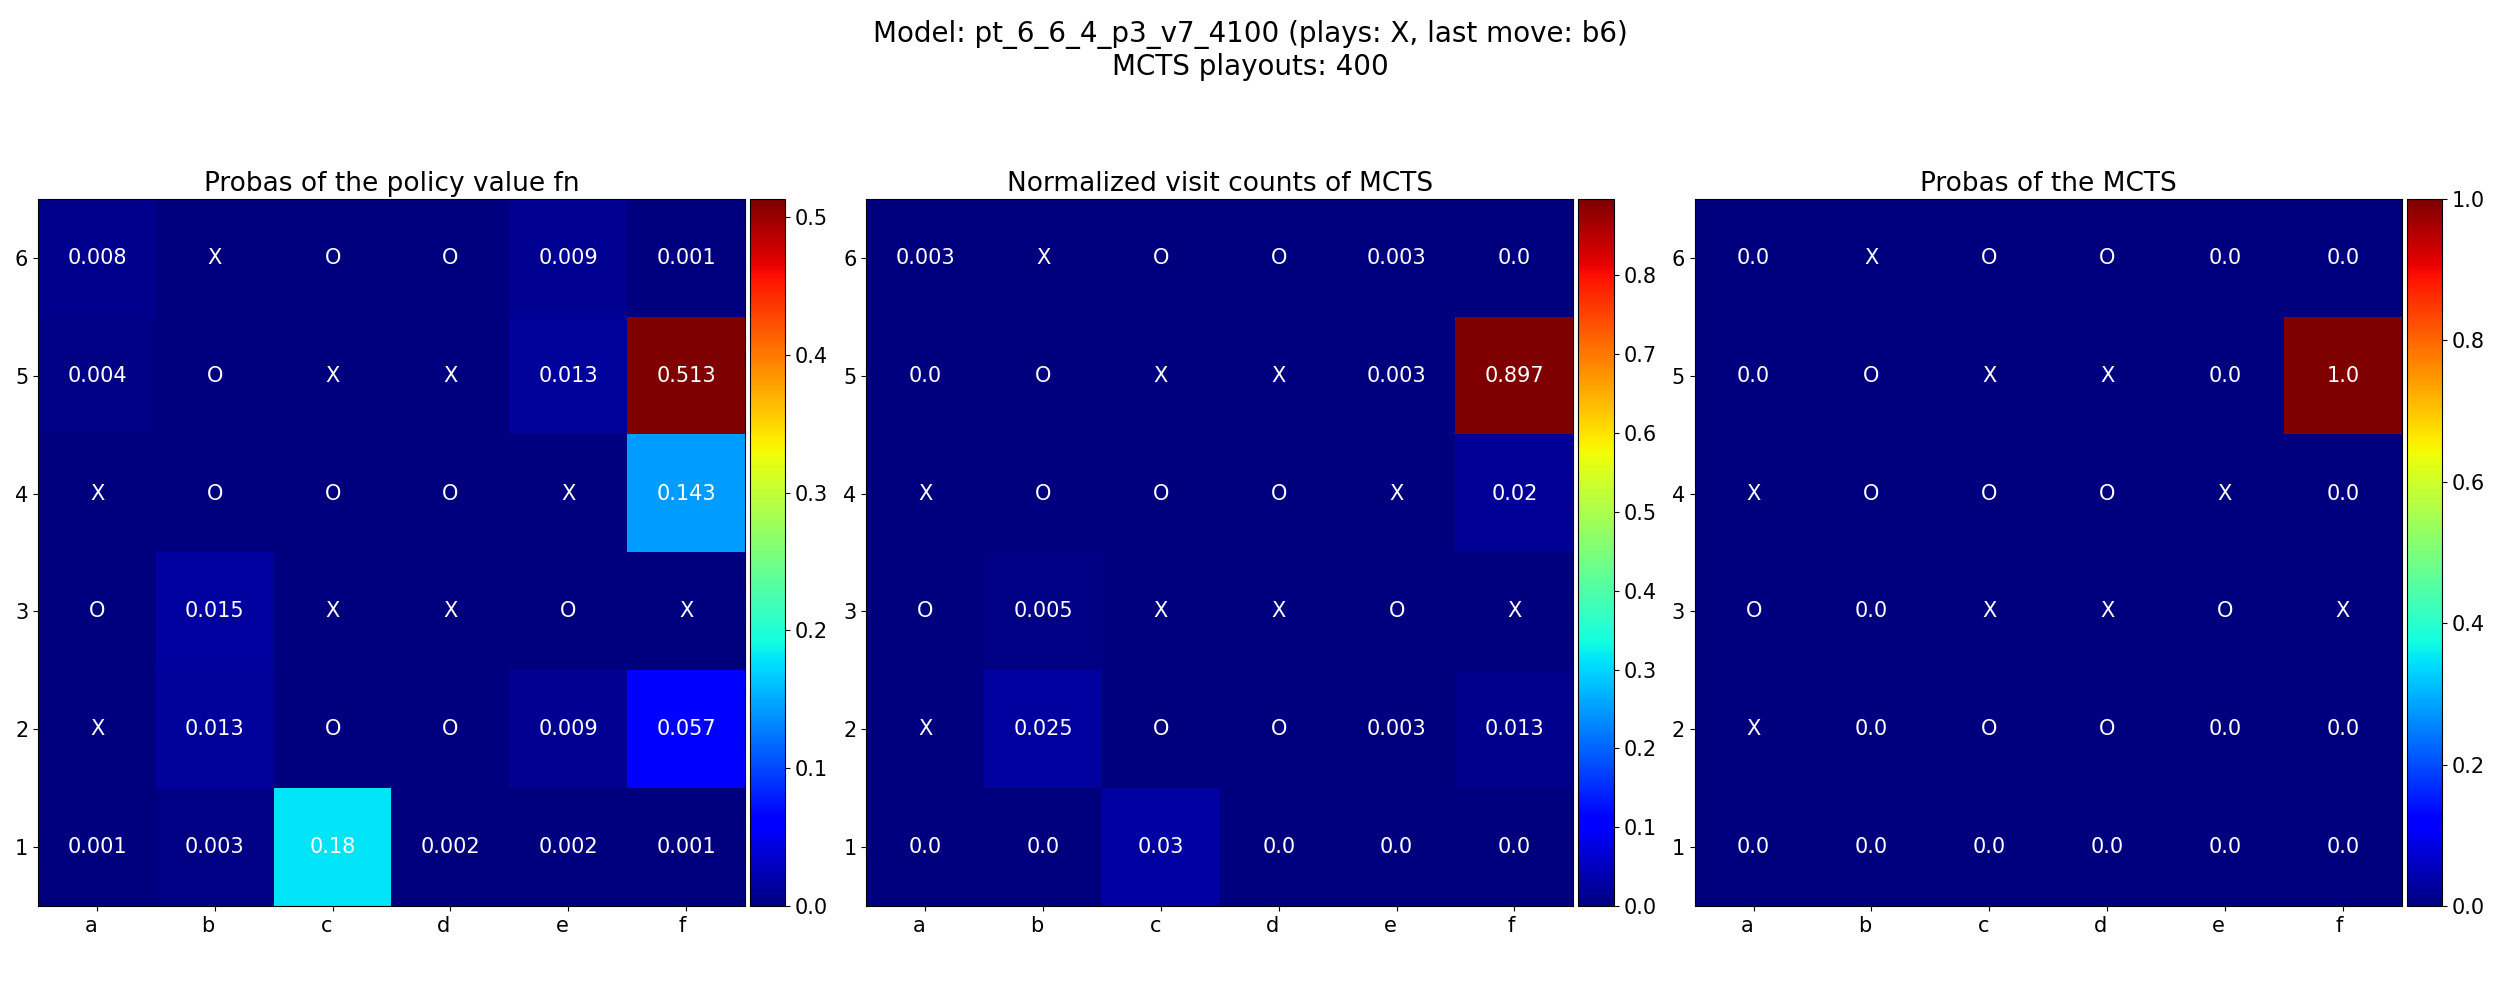 Model: pt_6_6_4_p3_v7_4100 (plays: X, last move: b6)
MCTS playouts: 400
Probas of the policy value fn
6 0.008 X O O 0.009 0.001
5 0.004 O X X 0.013 0.513
4 X O O O X 0.143
3 O 0.015 X X O X
2 X 0.013 O O 0.009 0.057
1 0.001 0.003 0.18 0.002 0.002 0.001
a b c d e f
0.5
0.4
0.3
0.2
0.1
0.0
Normalized visit counts of MCTS
6 0.003 X O O 0.003 0.0
5 0.0 O X X 0.003 0.897
4 X O O O X 0.02
3 O 0.005 X X O X
2 X 0.025 O O 0.003 0.013
1 0.0 0.0 0.03 0.0 0.0 0.0
a b c d e f
0.8
0.7
0.6
0.5
0.4
0.3
0.2
0.1
0.0
Probas of the MCTS
6 0.0 X O O 0.0 0.0
5 0.0 O X X 0.0 1.0
4 X O O O X 0.0
3 O 0.0 X X O X
2 X 0.0 O O 0.0 0.0
1 0.0 0.0 0.0 0.0 0.0 0.0
a b c d e f
1.0
0.8
0.6
0.4
0.2
0.0